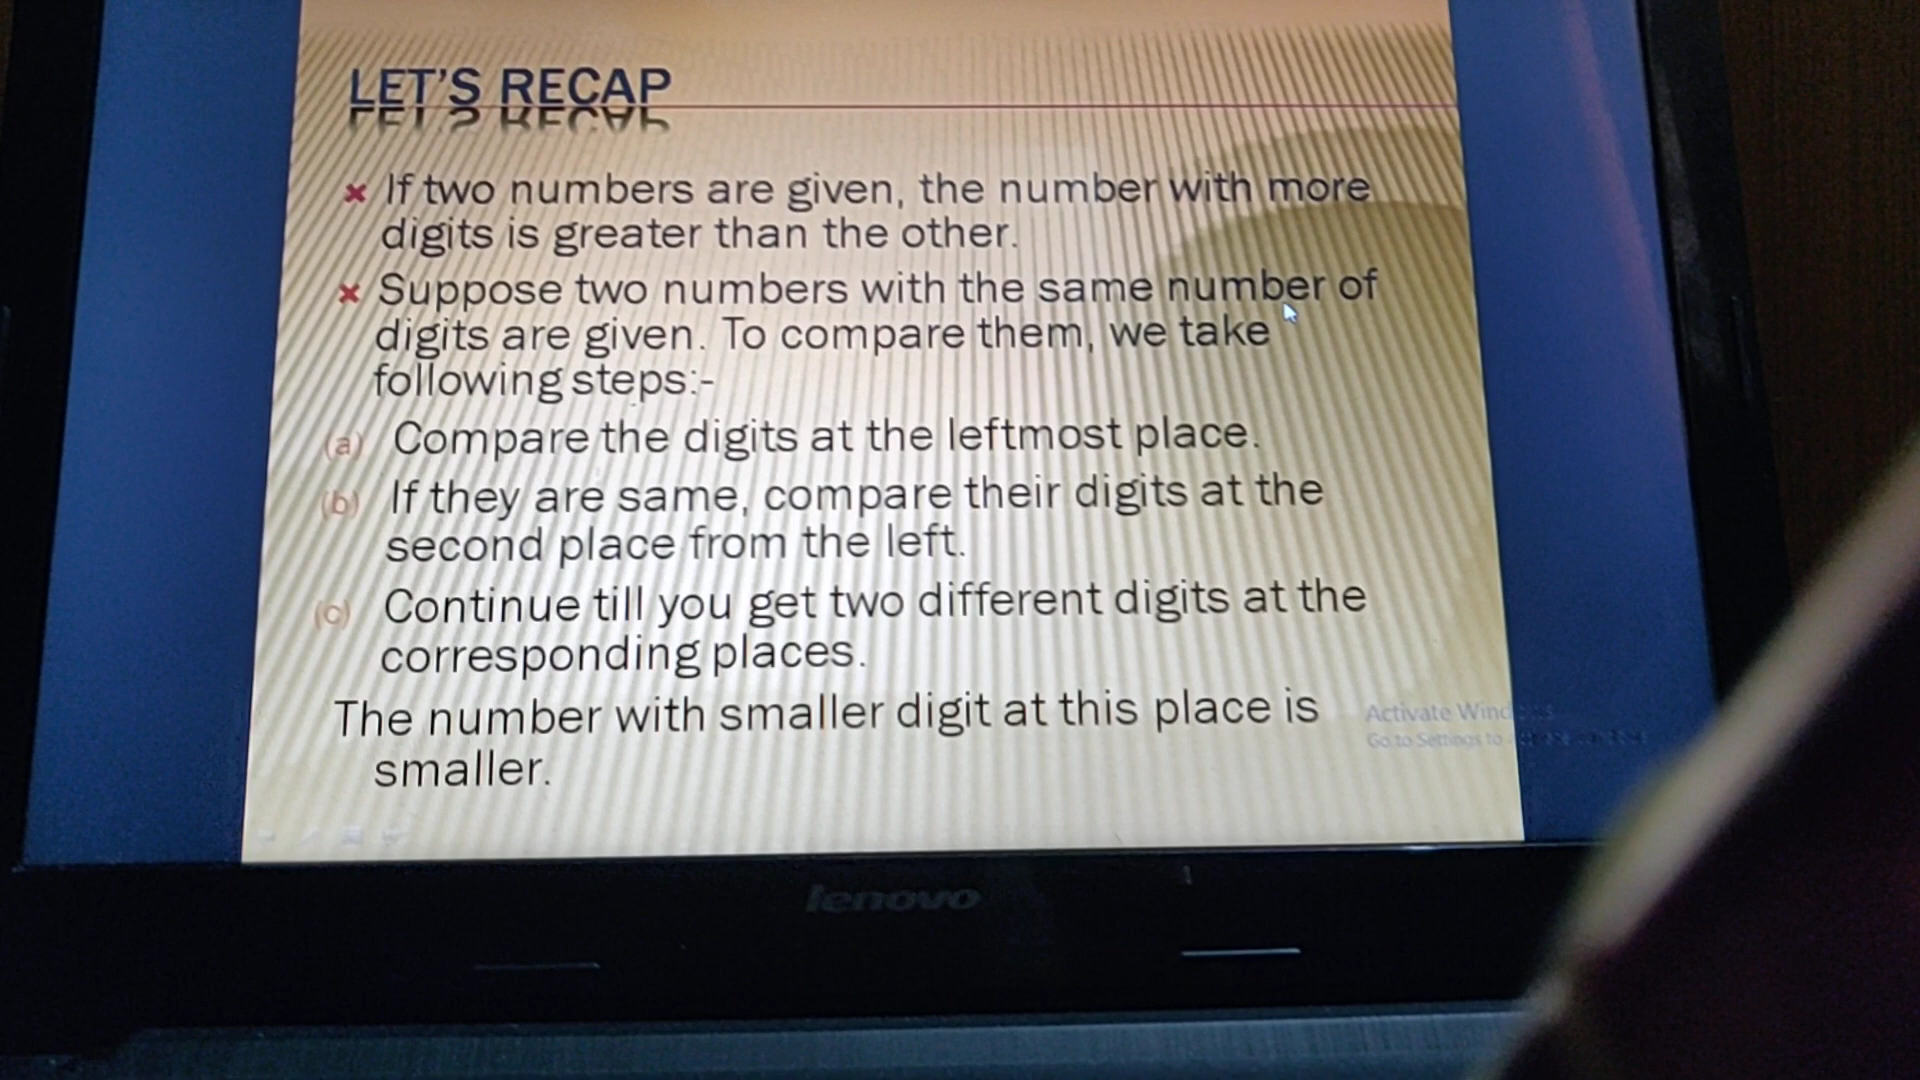 LET'S RECAP
If two numbers are given, the number with more
digits is greater than the other.
Suppose two numbers with the same number of
digits are given. To compare them, we take
following steps:-
(a) Compare the digits at the leftmost place.
(b) If they are same, compare their digits at the
second place from the left.
(c) Continue till you get two different digits at the
corresponding places.
The number with smaller digit at this place is
smaller.
Activate
Go to Settings to
lenovo